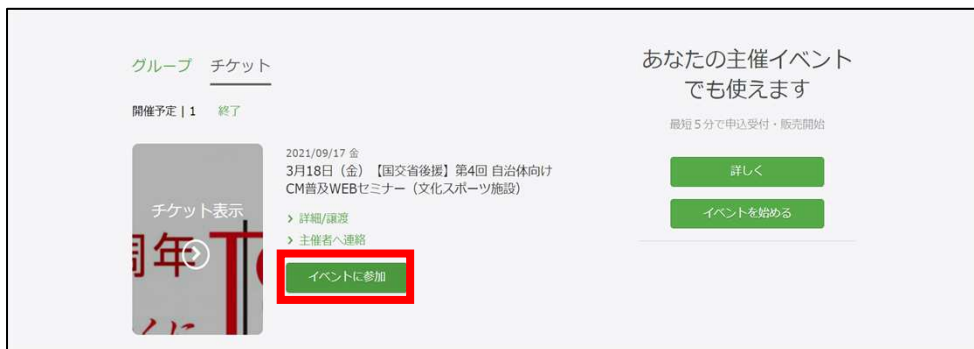 グループ チケット
開催予定 | 1 終了
チケット表示
周年
2021/09/17 金
3月18日（金）【国交省後援】第4回 自治体向け
CM普及WEBセミナー（文化スポーツ施設）
> 詳細/譲渡
> 主催者へ連絡
イベントに参加
あなたの主催イベント
でも使えます
最短5分で申込受付・販売開始
詳しく
イベントを始める